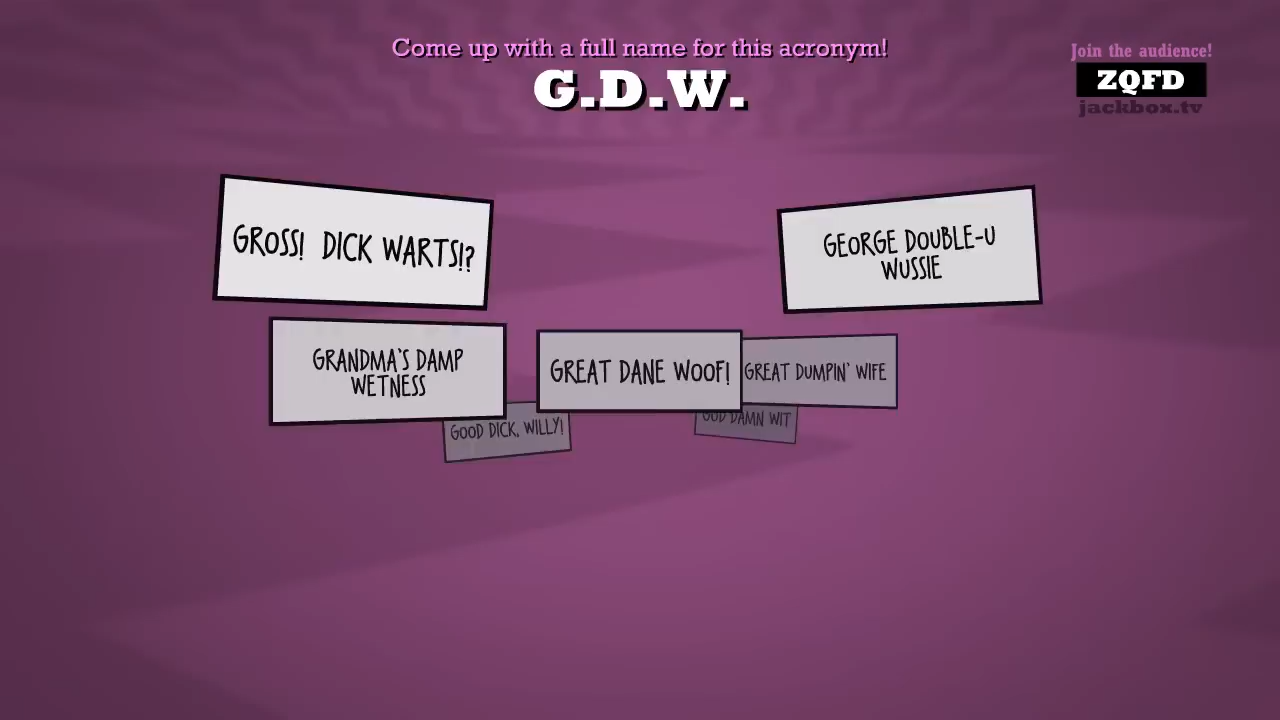 Come up with a full name for this acronym!
G.D.W.
Join the audience!
ZQFD
jackbox.tv
GROSS! DICK WARTS!?
GEORGE DOUBLE-U
WUSSIE
GRANDMA'S DAMP
WETNESS
GREAT DANE WOOF!
GREAT DUMPIN' WIFE
GOOD DICK, WILLY!
GOD DAMN WIT